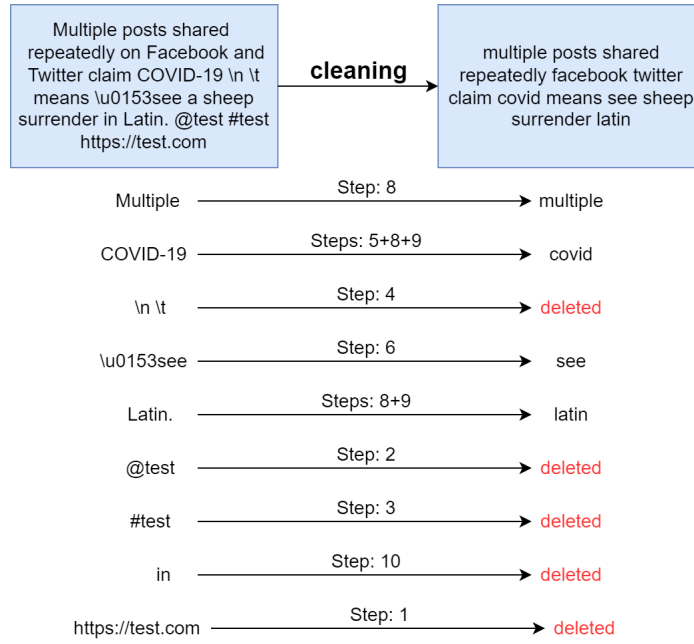 Multiple posts shared
repeatedly on Facebook and
Twitter claim COVID-19 \n \t
means \u0153see a sheep
surrender in Latin. @test #test
https://test.com
cleaning
multiple posts shared
repeatedly facebook twitter
claim covid means see sheep
surrender latin
Multiple Step: 8 multiple
COVID-19 Steps: 5+8+9 covid
\n \t Step: 4 deleted
\u0153see Step: 6 see
Latin. Steps: 8+9 latin
@test Step: 2 deleted
#test Step: 3 deleted
in Step: 10 deleted
https://test.com Step: 1 deleted